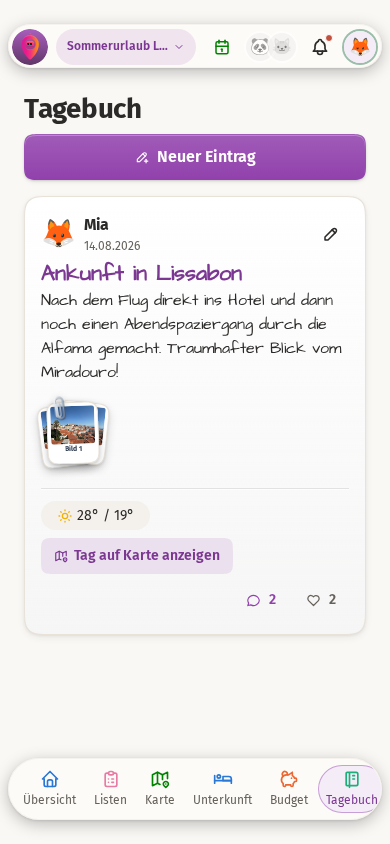 Sommerurlaub L...
Tagebuch
Neuer Eintrag
Mia
14.08.2026
Ankunft in Lissabon
Nach dem Flug direkt ins Hotel und dann
noch einen Abendspaziergang durch die
Alfama gemacht. Traumhafter Blick vom
Miradouro!
Bild 1
28° / 19°
Tag auf Karte anzeigen
2
2
Übersicht
Listen
Karte
Unterkunft
Budget
Tagebuch